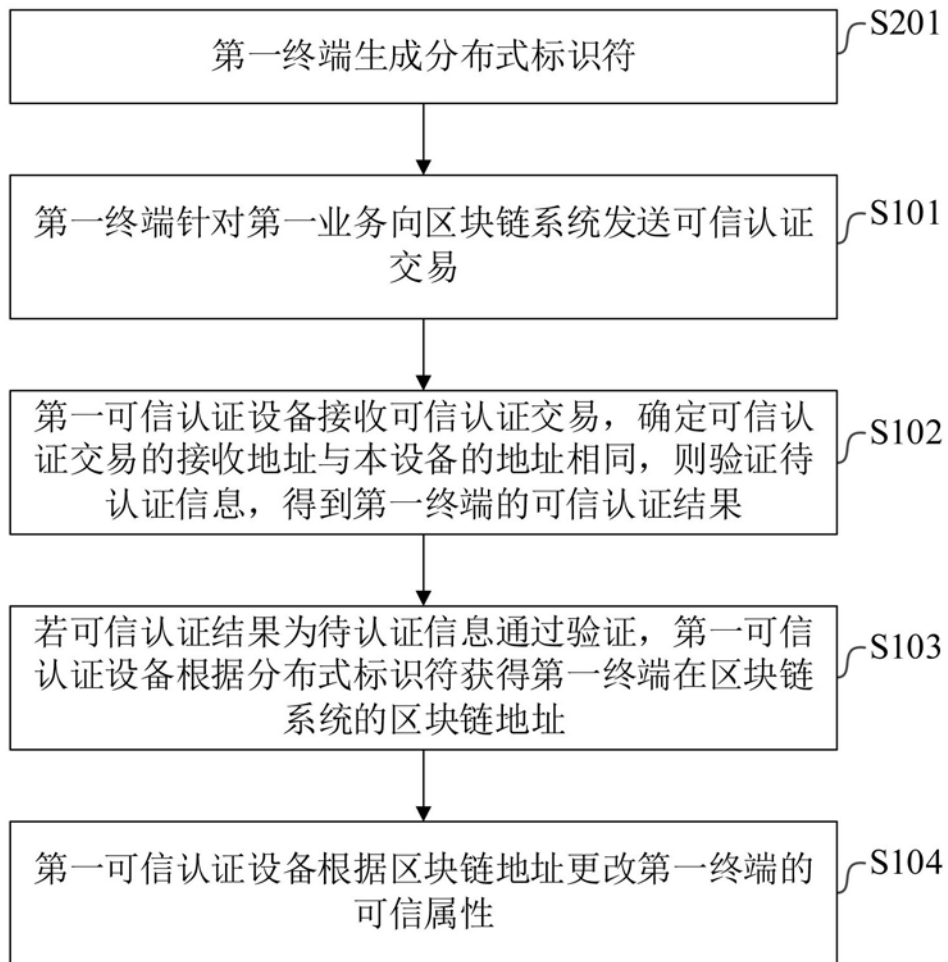 第一终端生成分布式标识符
S201
第一终端针对第一业务向区块链系统发送可信认证
交易
S101
第一可信认证设备接收可信认证交易，确定可信认
证交易的接收地址与本设备的地址相同，则验证待
认证信息，得到第一终端的可信认证结果
S102
若可信认证结果为待认证信息通过验证，第一可信
认证设备根据分布式标识符获得第一终端在区块链
系统的区块链地址
S103
第一可信认证设备根据区块链地址更改第一终端的
可信属性
S104